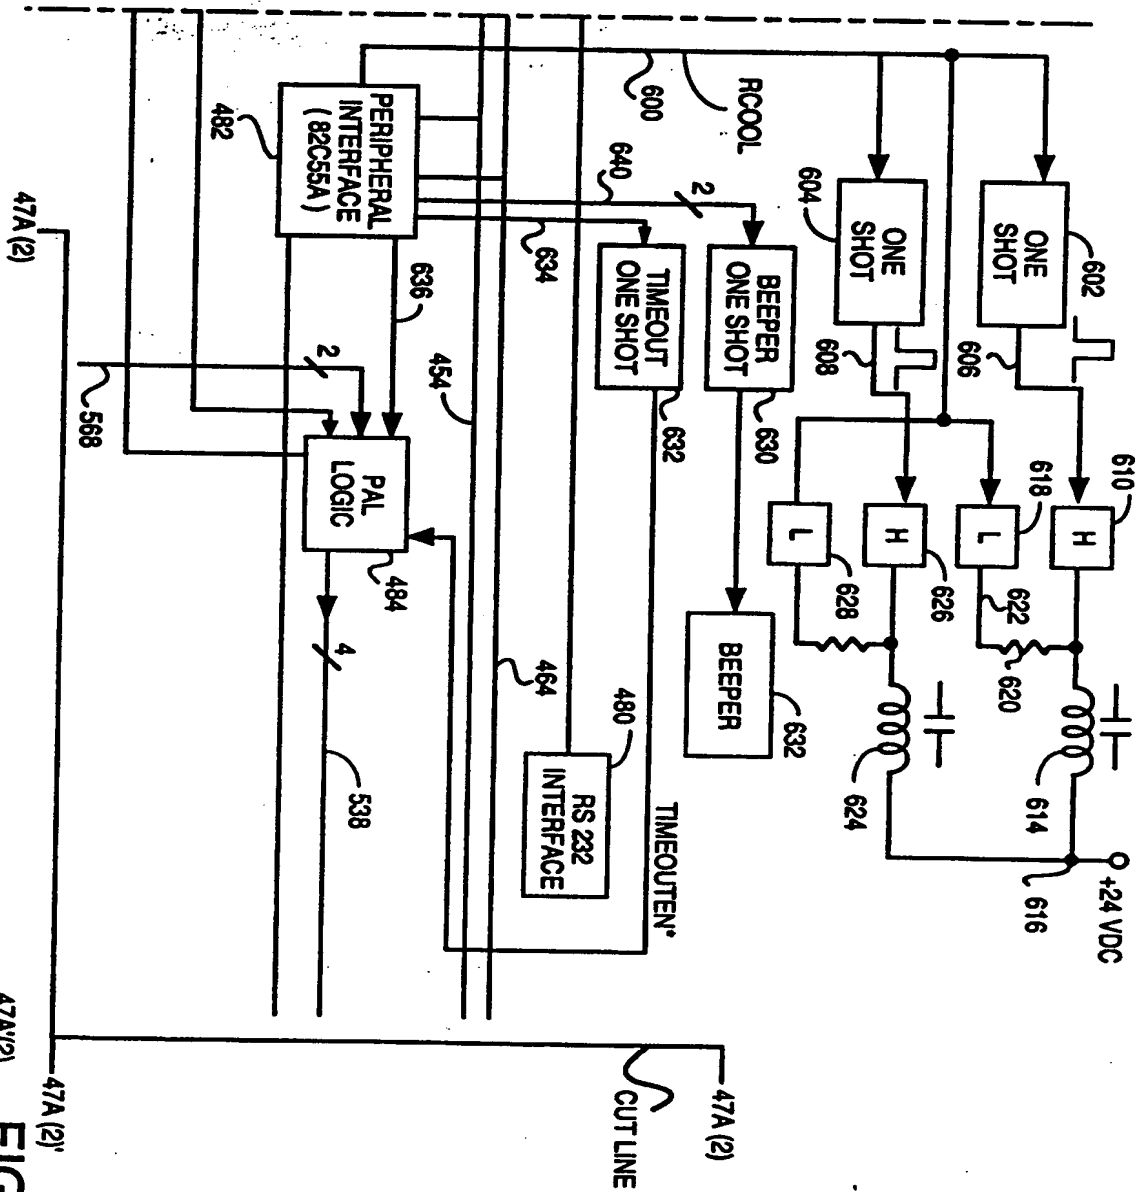 +24 VDC
616
610
H
614
602
ONE
SHOT
606
618
L
622
620
604
ONE
SHOT
608
626
H
624
628
L
RCOOL
600
BEEPER
ONE SHOT
630
BEEPER
632
640
2
TIMEOUT
ONE SHOT
632
TIMEOUTEN*
634
480
RS 232
INTERFACE
464
454
PERIPHERAL
INTERFACE
( 82C55A )
482
636
2
568
PAL
LOGIC
484
4
538
47A (2)
CUT LINE
47A (2)
47A (2)'
47A'(2)
FIG